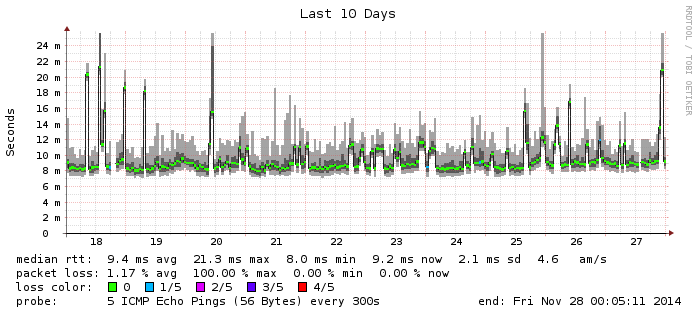 Last 10 Days
RRDTOOL / TOBI OETIKER
Seconds
24 m
22 m
20 m
18 m
16 m
14 m
12 m
10 m
8 m
6 m
4 m
2 m
0
18 19 20 21 22 23 24 25 26 27
median rtt: 9.4 ms avg 21.3 ms max 8.0 ms min 9.2 ms now 2.1 ms sd 4.6 am/s
packet loss: 1.17 % avg 100.00 % max 0.00 % min 0.00 % now
loss color: 0 1/5 2/5 3/5 4/5
probe: 5 ICMP Echo Pings (56 Bytes) every 300s end: Fri Nov 28 00:05:11 2014